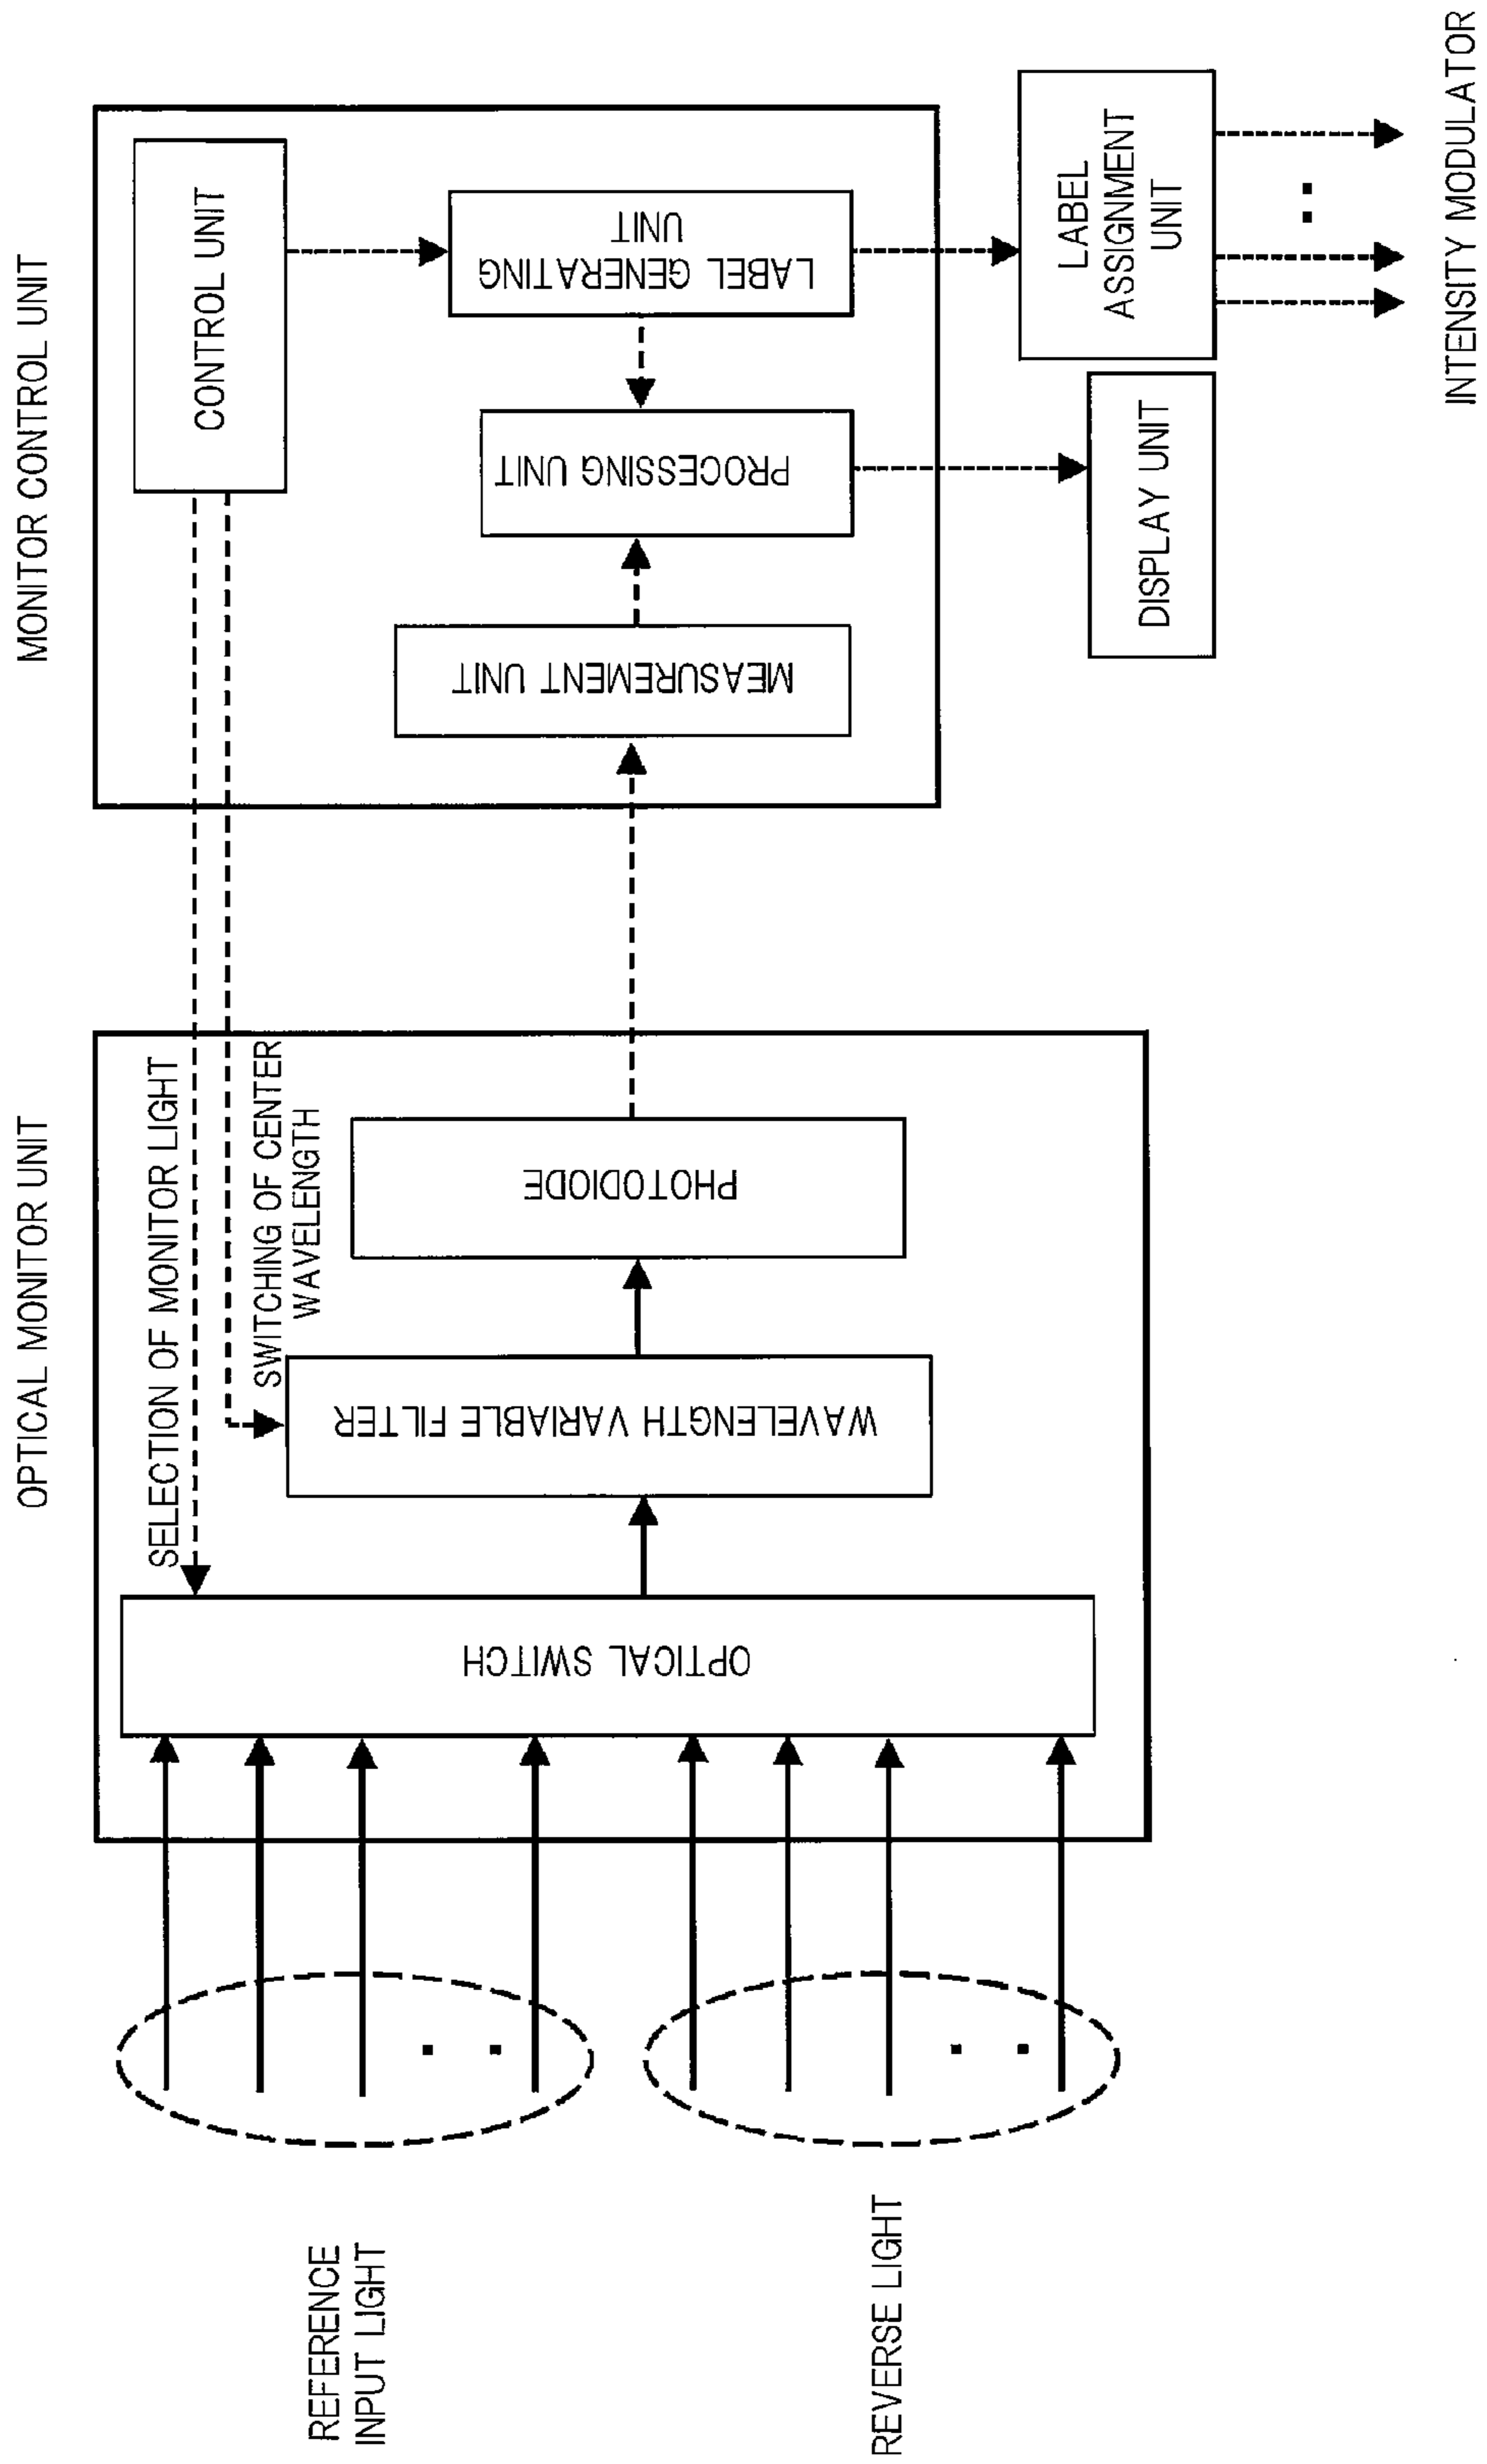 OPTICAL MONITOR UNIT
MONITOR CONTROL UNIT
REFERENCE
INPUT LIGHT
REVERSE LIGHT
OPTICAL SWITCH
SELECTION OF MONITOR LIGHT
SWITCHING OF CENTER
WAVELENGTH
WAVELENGTH VARIABLE FILTER
PHOTODIODE
MEASUREMENT UNIT
PROCESSING UNIT
CONTROL UNIT
LABEL GENERATING
UNIT
DISPLAY UNIT
LABEL
ASSIGNMENT
UNIT
INTENSITY MODULATOR